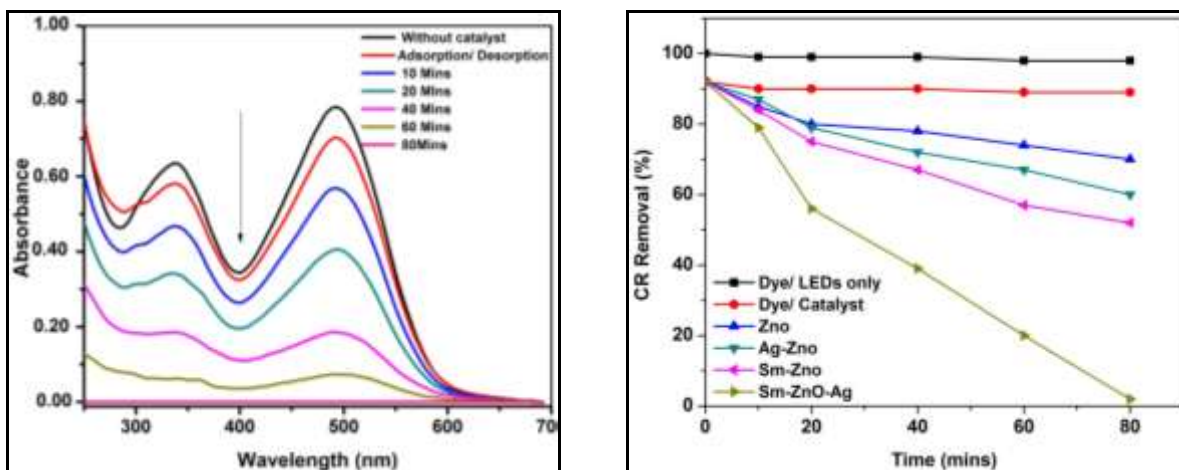 1.00
0.80
0.60
0.40
0.20
0.00
Absorbance
300
400
500
600
700
Wavelength (nm)
Without catalyst
Adsorption/ Desorption
10 Mins
20 Mins
40 Mins
60 Mins
80Mins
100
80
60
40
20
0
CR Removal (%)
0
20
40
60
80
Time (mins)
Dye/ LEDs only
Dye/ Catalyst
Zno
Ag-Zno
Sm-Zno
Sm-ZnO-Ag